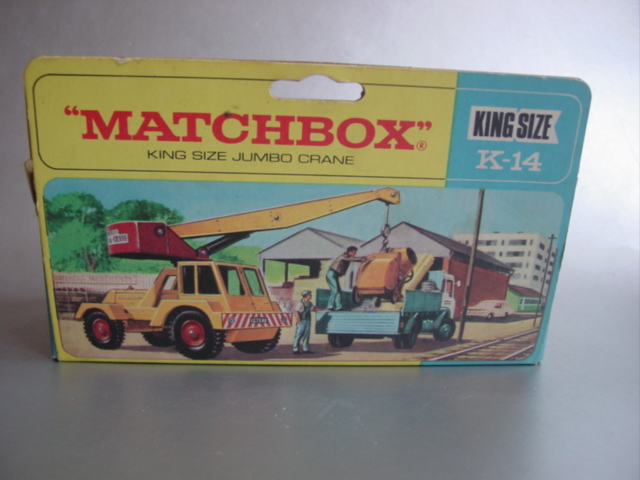 "MATCHBOX"®
KING SIZE JUMBO CRANE
KING SIZE
K-14